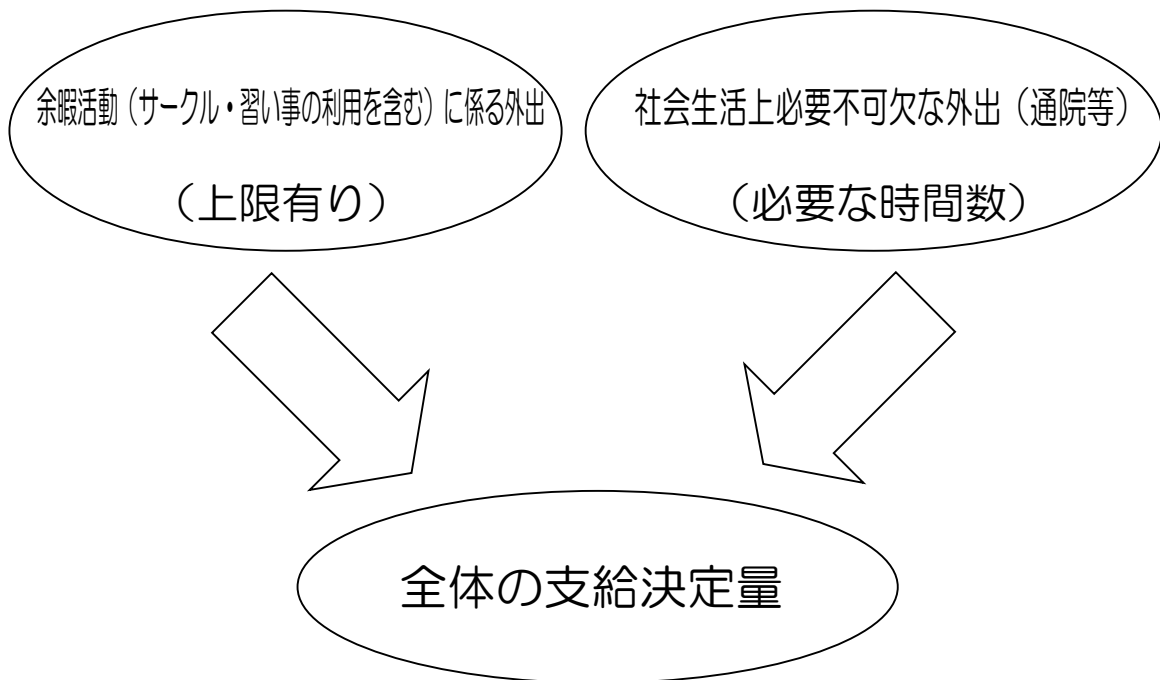 余暇活動（サークル・習い事の利用を含む）に係る外出
（上限有り）
社会生活上必要不可欠な外出（通院等）
（必要な時間数）
全体の支給決定量